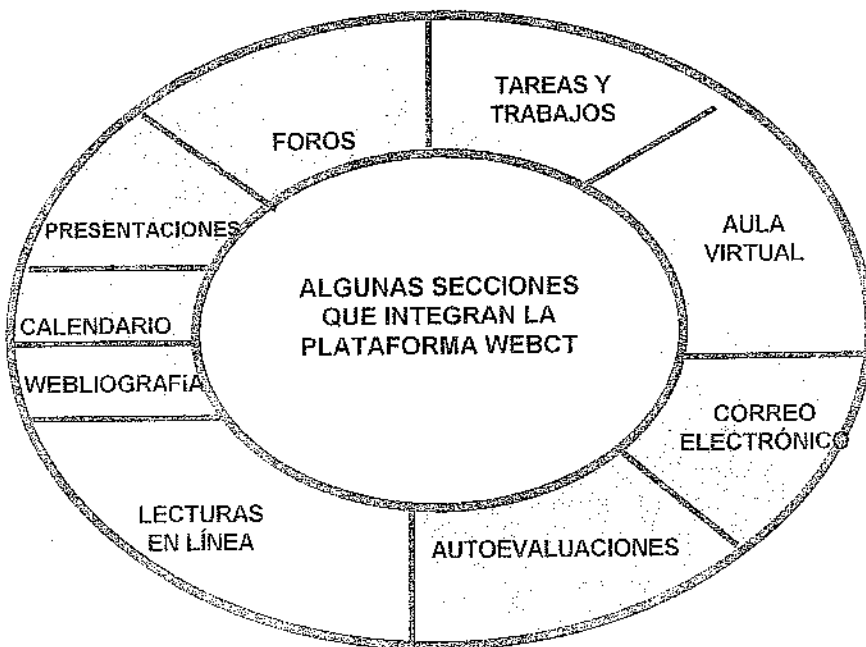 TAREAS Y
TRABAJOS
FOROS
AULA
VIRTUAL
PRESENTACIONES
ALGUNAS SECCIONES
QUE INTEGRAN LA
PLATAFORMA WEBCT
CALENDARIO
WEBLIOGRAFíA
CORREO
ELECTRÓNICO
LECTURAS
EN LÍNEA
AUTOEVALUACIONES